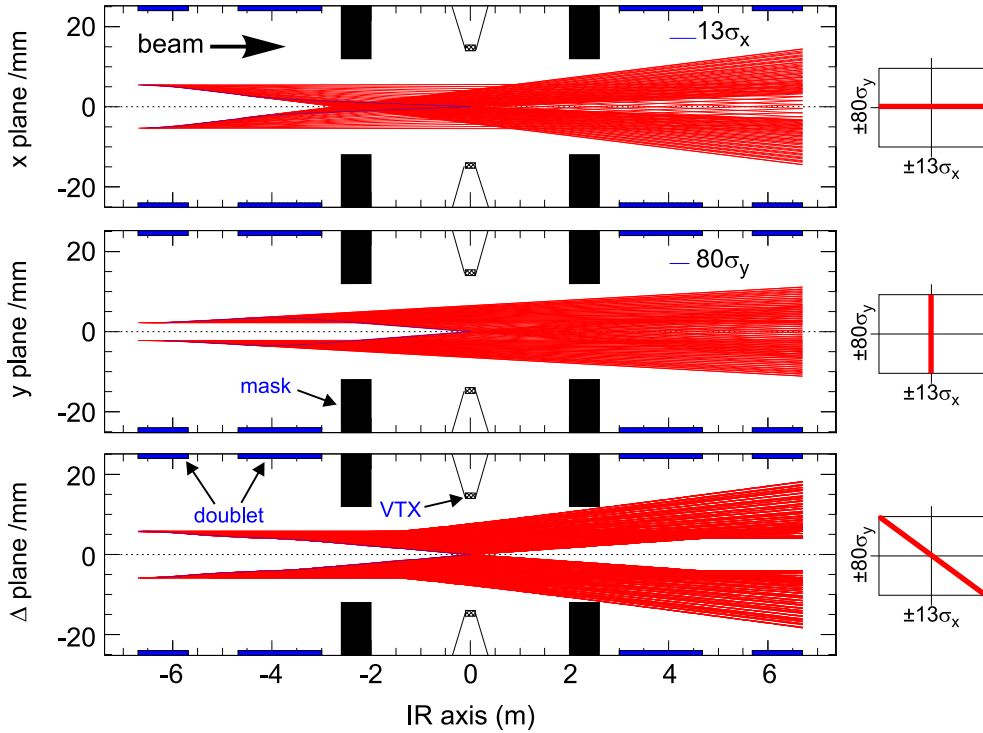 x plane /mm
20
0
-20
beam
13σx
±80σy
±13σx
y plane /mm
20
0
-20
80σy
mask
±80σy
±13σx
Δ plane /mm
20
0
-20
doublet
VTX
±80σy
±13σx
-6 -4 -2 0 2 4 6
IR axis (m)